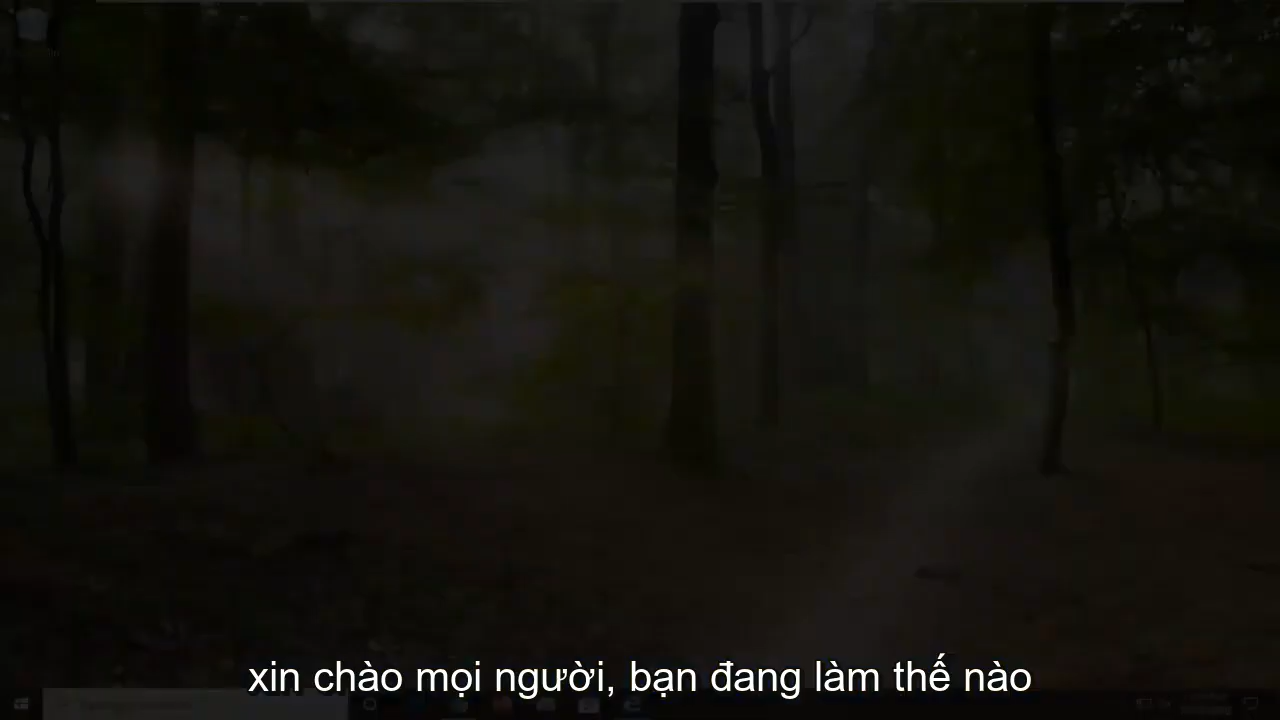 xin chào mọi người, bạn đang làm thế nào